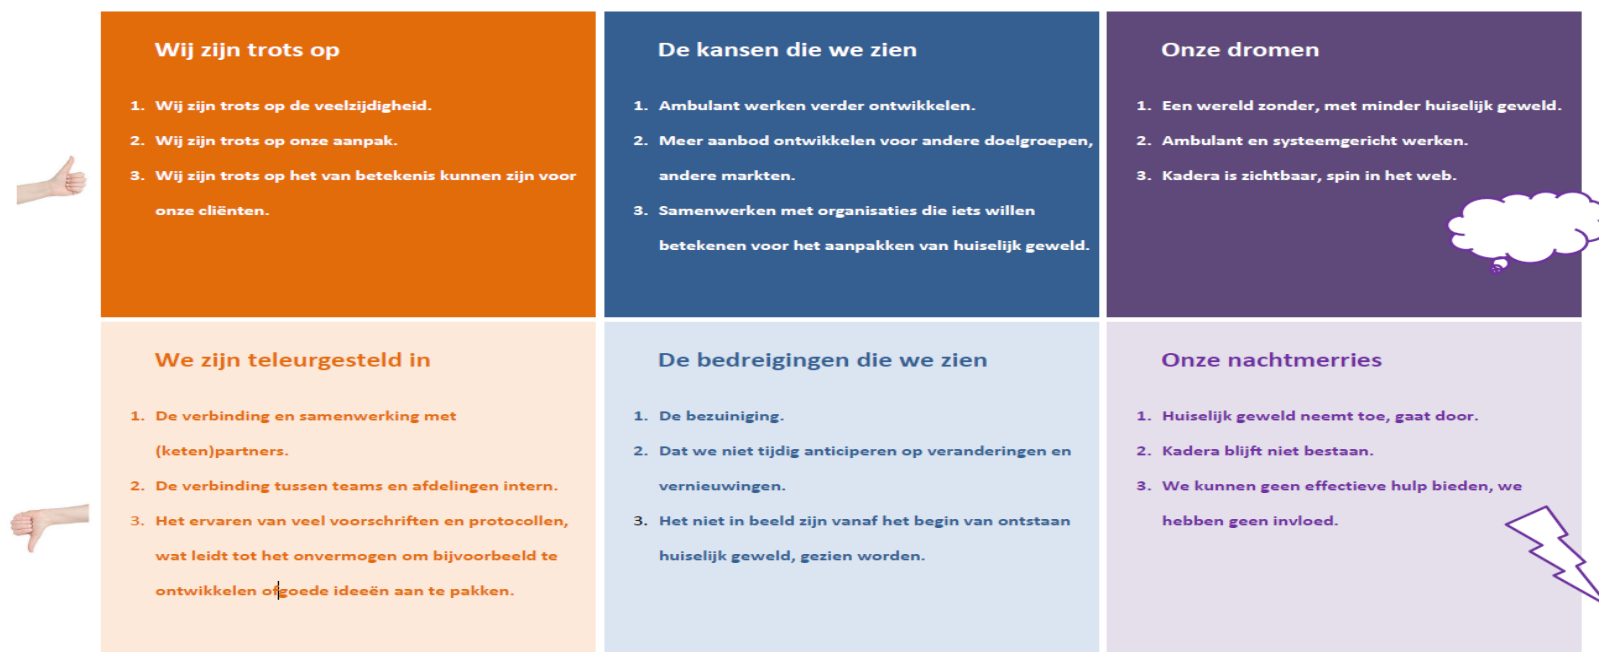 Wij zijn trots op
1. Wij zijn trots op de veelzijdigheid.
2. Wij zijn trots op onze aanpak.
3. Wij zijn trots op het van betekenis kunnen zijn voor
onze cliënten.
De kansen die we zien
1. Ambulant werken verder ontwikkelen.
2. Meer aanbod ontwikkelen voor andere doelgroepen,
andere markten.
3. Samenwerken met organisaties die iets willen
betekenen voor het aanpakken van huiselijk geweld.
Onze dromen
1. Een wereld zonder, met minder huiselijk geweld.
2. Ambulant en systeemgericht werken.
3. Kadera is zichtbaar, spin in het web.
We zijn teleurgesteld in
1. De verbinding en samenwerking met
(keten)partners.
2. De verbinding tussen teams en afdelingen intern.
3. Het ervaren van veel voorschriften en protocollen,
wat leidt tot het onvermogen om bijvoorbeeld te
ontwikkelen ofgoede ideeën aan te pakken.
De bedreigingen die we zien
1. De bezuiniging.
2. Dat we niet tijdig anticiperen op veranderingen en
vernieuwingen.
3. Het niet in beeld zijn vanaf het begin van ontstaan
huiselijk geweld, gezien worden.
Onze nachtmerries
1. Huiselijk geweld neemt toe, gaat door.
2. Kadera blijft niet bestaan.
3. We kunnen geen effectieve hulp bieden, we
hebben geen invloed.